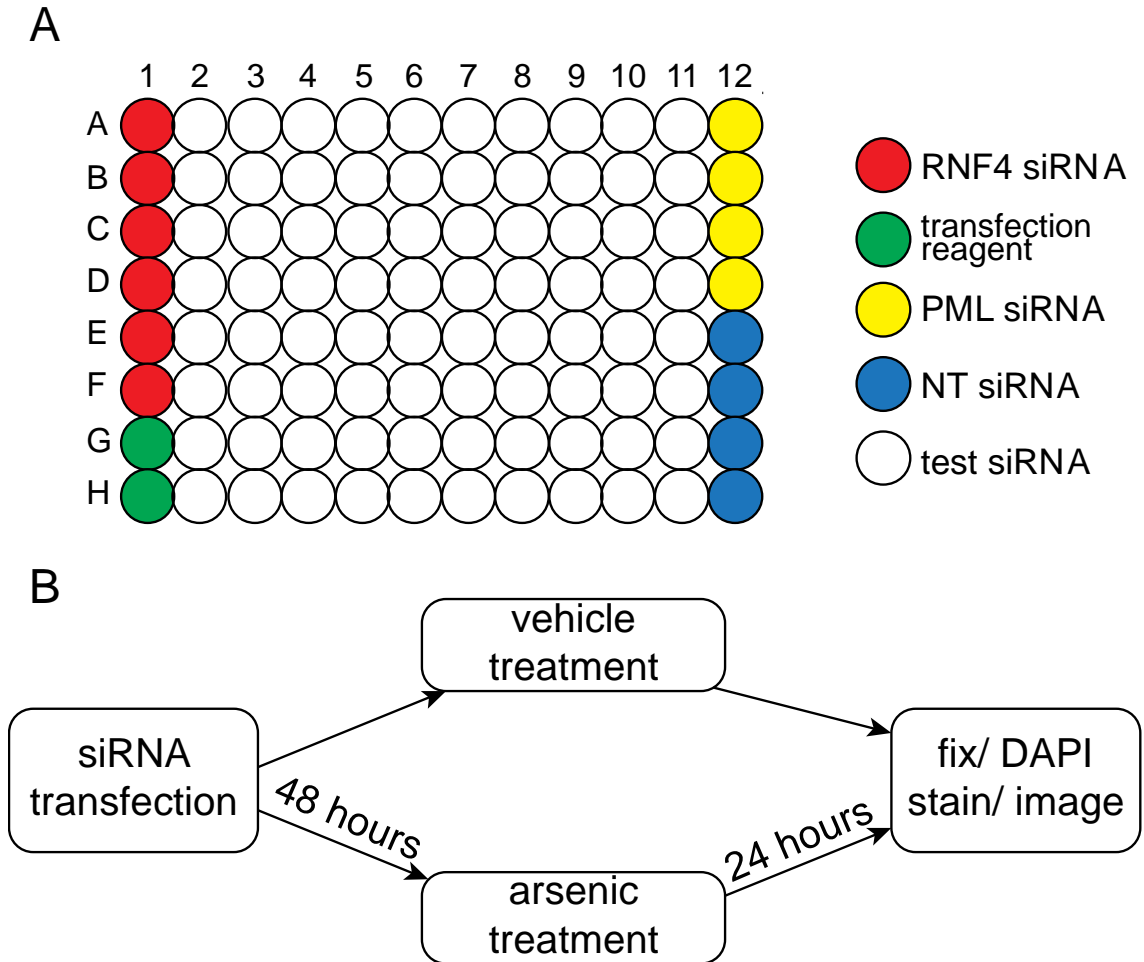 A
1 2 3 4 5 6 7 8 9 10 11 12
A
B
C
D
E
F
G
H
RNF4 siRNA
transfection
reagent
PML siRNA
NT siRNA
test siRNA
B
siRNA
transfection
48 hours
vehicle
treatment
arsenic
treatment
24 hours
fix/ DAPI
stain/ image